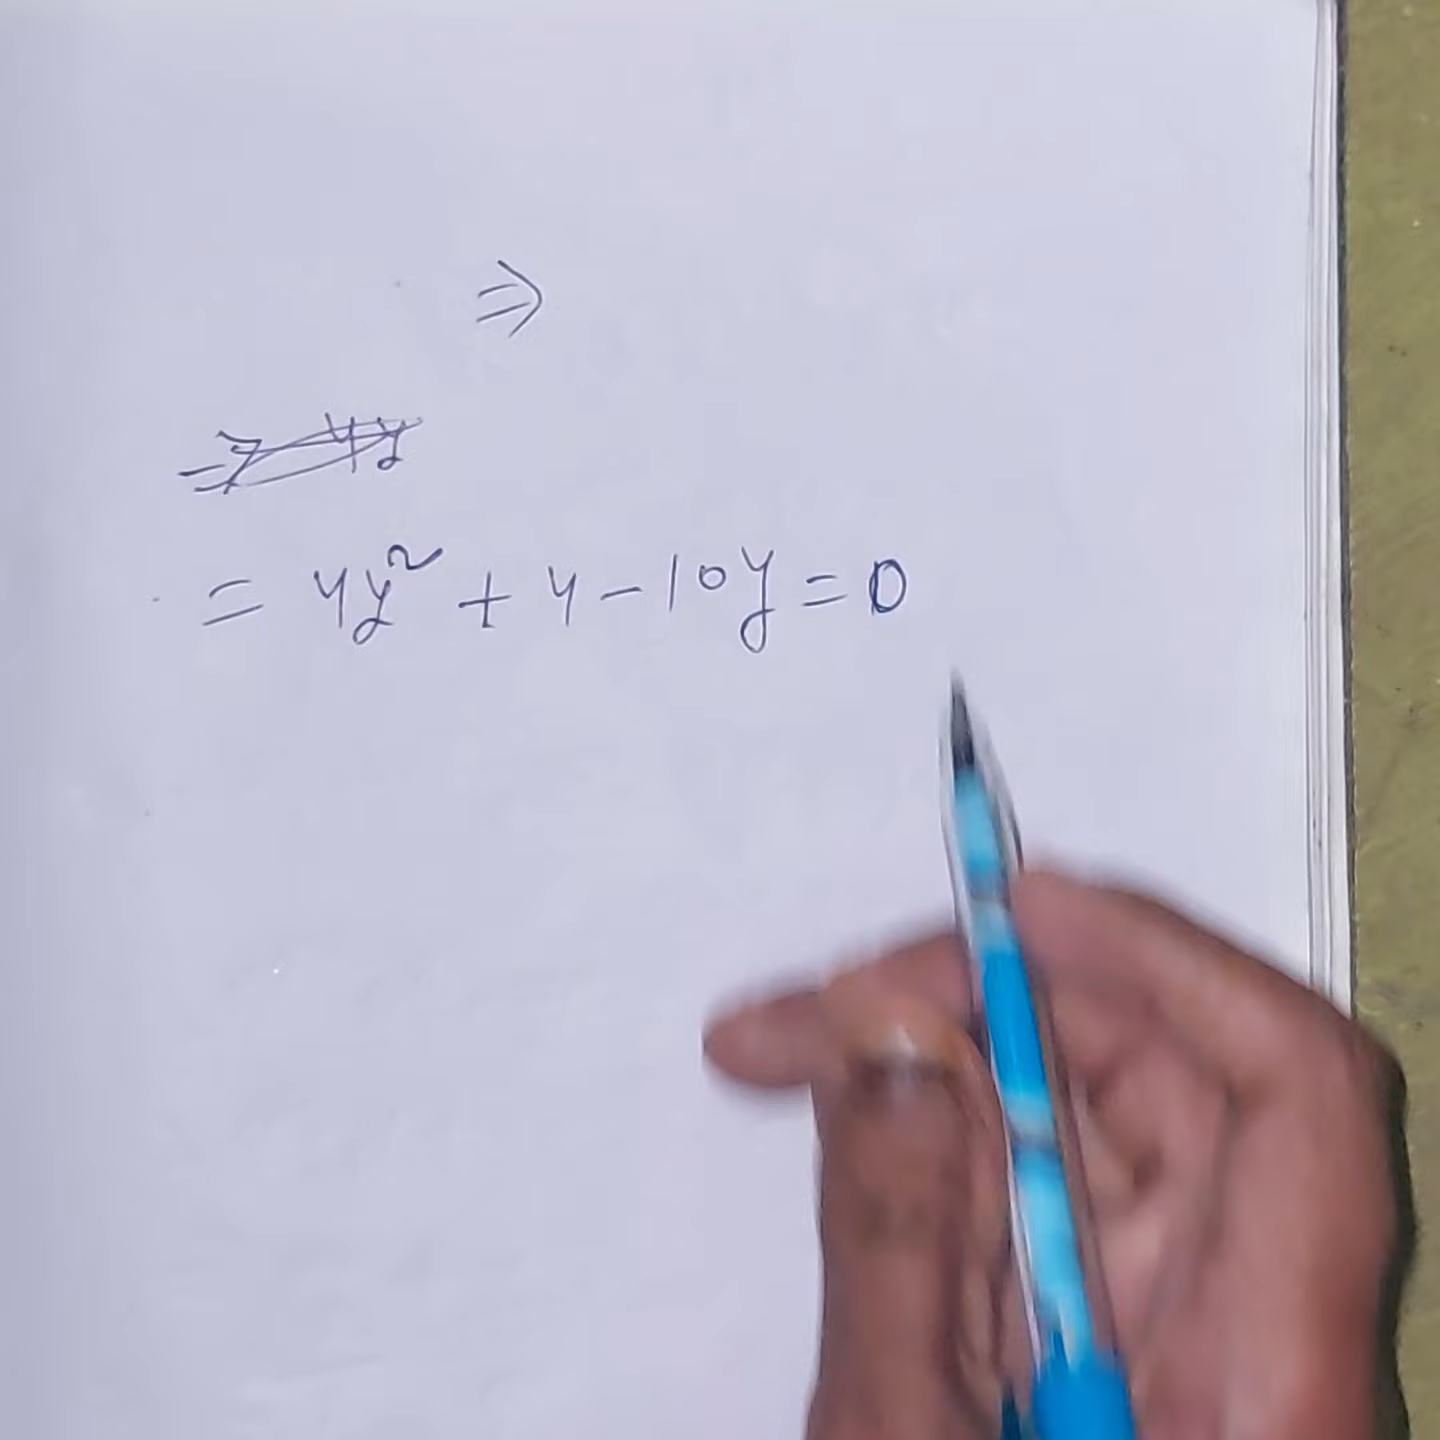 ⇒
= 4y² + 4 - 10y = 0